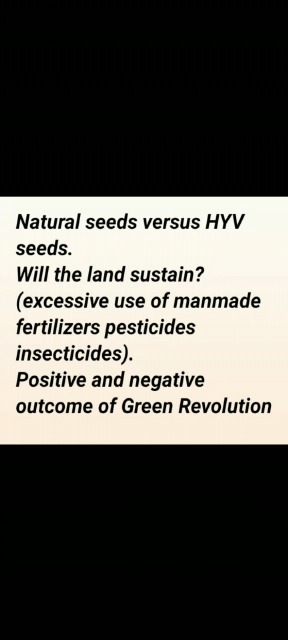 Natural seeds versus HYV
seeds.
Will the land sustain?
(excessive use of manmade
fertilizers pesticides
insecticides).
Positive and negative
outcome of Green Revolution